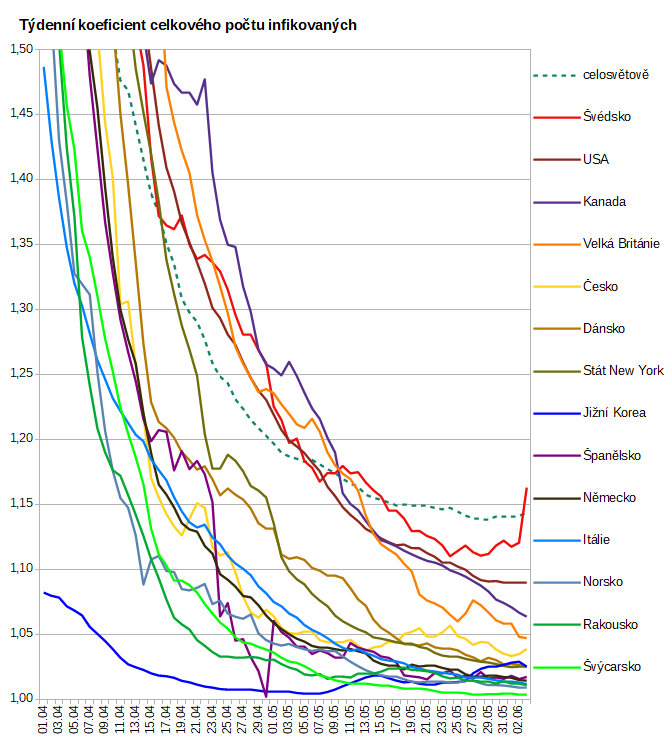 Týdenní koeficient celkového počtu infikovaných
1,50
1,45
1,40
1,35
1,30
1,25
1,20
1,15
1,10
1,05
1,00
01.04
03.04
05.04
07.04
09.04
11.04
13.04
15.04
17.04
19.04
21.04
23.04
25.04
27.04
29.04
01.05
03.05
05.05
07.05
09.05
11.05
13.05
15.05
17.05
19.05
21.05
23.05
25.05
27.05
29.05
31.05
02.06
celosvětově
Švédsko
USA
Kanada
Velká Británie
Česko
Dánsko
Stát New York
Jižní Korea
Španělsko
Německo
Itálie
Norsko
Rakousko
Švýcarsko